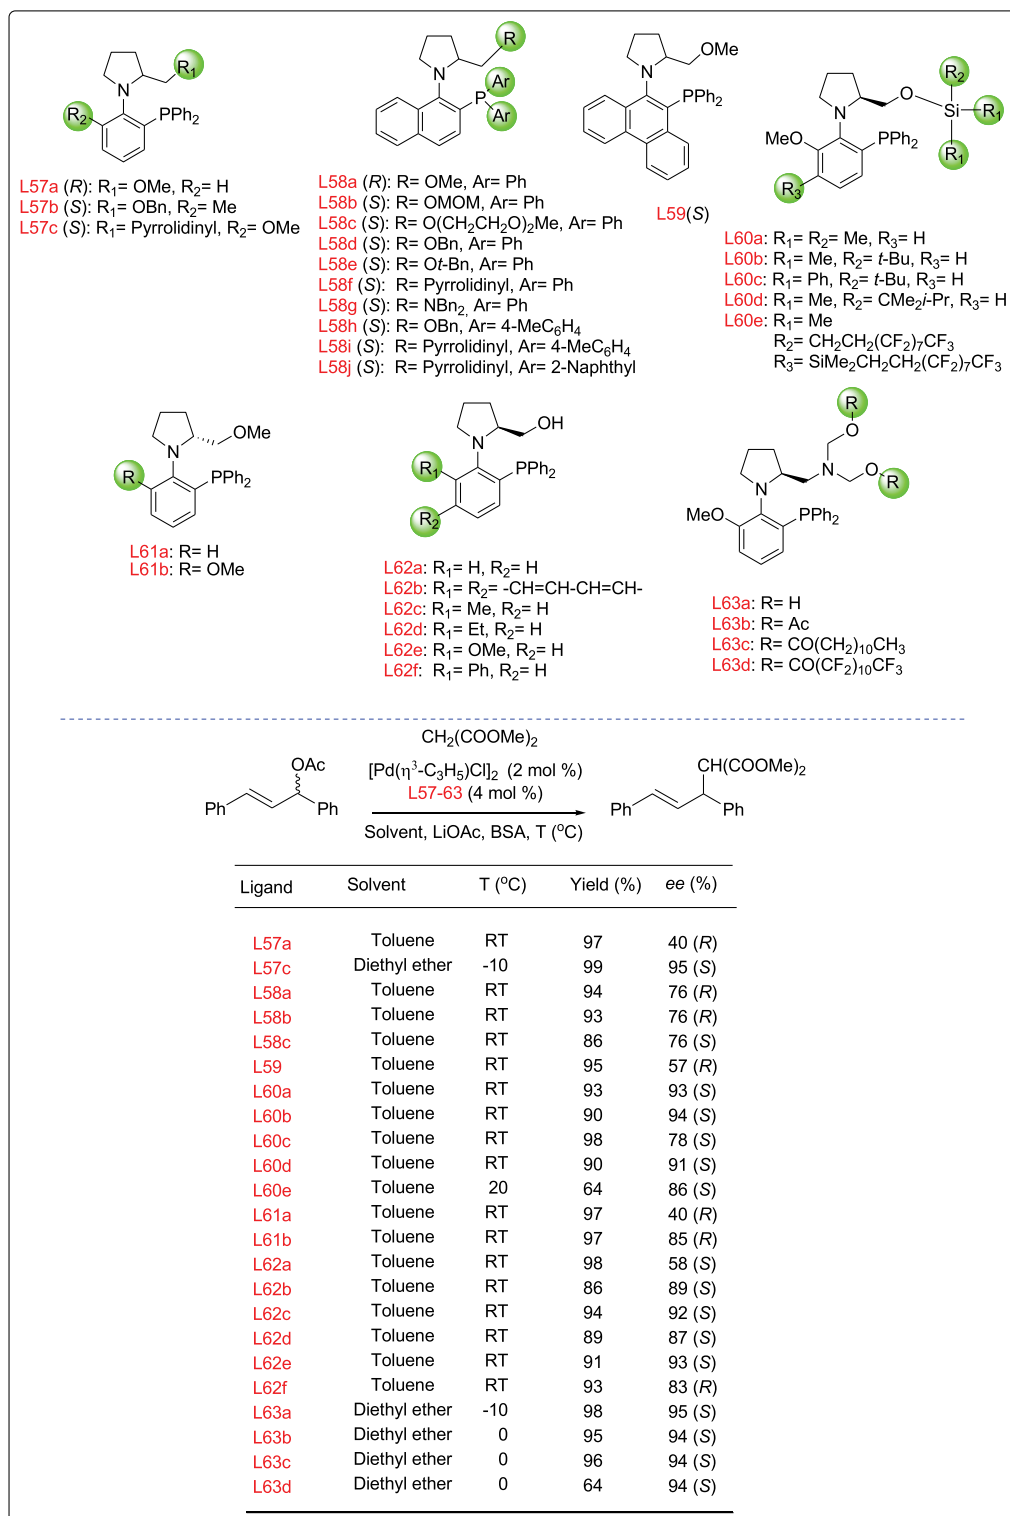 N
R1
R2
PPh2
L57a (R): R1= OMe, R2= H
L57b (S): R1= OBn, R2= Me
L57c (S): R1= Pyrrolidinyl, R2= OMe
N
R
Ar
P
Ar
L58a (R): R= OMe, Ar= Ph
L58b (S): R= OMOM, Ar= Ph
L58c (S): R= O(CH2CH2O)2Me, Ar= Ph
L58d (S): R= OBn, Ar= Ph
L58e (S): R= Ot-Bn, Ar= Ph
L58f (S): R= Pyrrolidinyl, Ar= Ph
L58g (S): R= NBn2, Ar= Ph
L58h (S): R= OBn, Ar= 4-MeC6H4
L58i (S): R= Pyrrolidinyl, Ar= 4-MeC6H4
L58j (S): R= Pyrrolidinyl, Ar= 2-Naphthyl
OMe
N
PPh2
L59(S)
R2
O
Si
R1
N
R1
MeO
PPh2
R3
L60a: R1= R2= Me, R3= H
L60b: R1= Me, R2= t-Bu, R3= H
L60c: R1= Ph, R2= t-Bu, R3= H
L60d: R1= Me, R2= CMe2i-Pr, R3= H
L60e: R1= Me
R2= CH2CH2(CF2)7CF3
R3= SiMe2CH2CH2(CF2)7CF3
OMe
N
R
PPh2
L61a: R= H
L61b: R= OMe
OH
N
R1
PPh2
R2
L62a: R1= H, R2= H
L62b: R1= R2= -CH=CH-CH=CH-
L62c: R1= Me, R2= H
L62d: R1= Et, R2= H
L62e: R1= OMe, R2= H
L62f: R1= Ph, R2= H
R
O
N
O
R
N
MeO
PPh2
L63a: R= H
L63b: R= Ac
L63c: R= CO(CH2)10CH3
L63d: R= CO(CF2)10CF3
OAc
Ph
Ph
CH2(COOMe)2
[Pd(η3-C3H5)Cl]2 (2 mol %)
L57-63 (4 mol %)
Solvent, LiOAc, BSA, T (oC)
CH(COOMe)2
Ph
Ph
Ligand Solvent T (oC) Yield (%) ee (%)
L57a Toluene RT 97 40 (R)
L57c Diethyl ether -10 99 95 (S)
L58a Toluene RT 94 76 (R)
L58b Toluene RT 93 76 (R)
L58c Toluene RT 86 76 (S)
L59 Toluene RT 95 57 (R)
L60a Toluene RT 93 93 (S)
L60b Toluene RT 90 94 (S)
L60c Toluene RT 98 78 (S)
L60d Toluene RT 90 91 (S)
L60e Toluene 20 64 86 (S)
L61a Toluene RT 97 40 (R)
L61b Toluene RT 97 85 (R)
L62a Toluene RT 98 58 (S)
L62b Toluene RT 86 89 (S)
L62c Toluene RT 94 92 (S)
L62d Toluene RT 89 87 (S)
L62e Toluene RT 91 93 (S)
L62f Toluene RT 93 83 (R)
L63a Diethyl ether -10 98 95 (S)
L63b Diethyl ether 0 95 94 (S)
L63c Diethyl ether 0 96 94 (S)
L63d Diethyl ether 0 64 94 (S)